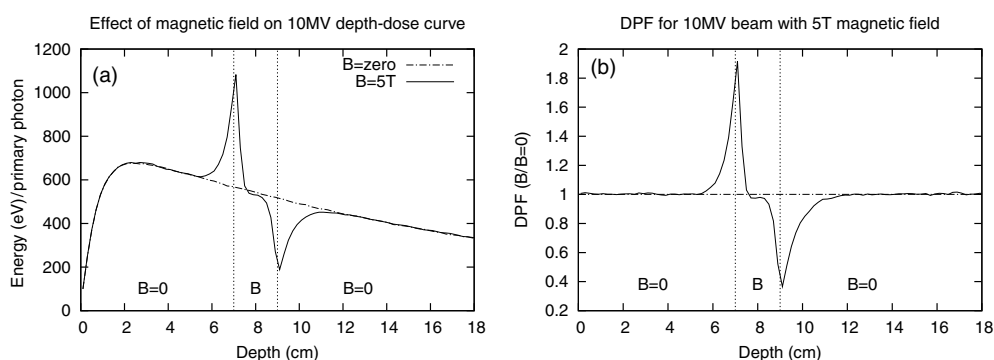 Effect of magnetic field on 10MV depth-dose curve
(a)
B=zero
B=5T
Energy (eV)/primary photon
1200
1000
800
600
400
200
0
B=0
B
B=0
0 2 4 6 8 10 12 14 16 18
Depth (cm)
DPF for 10MV beam with 5T magnetic field
(b)
DPF (B/B=0)
2
1.8
1.6
1.4
1.2
1
0.8
0.6
0.4
0.2
B=0
B
B=0
0 2 4 6 8 10 12 14 16 18
Depth (cm)